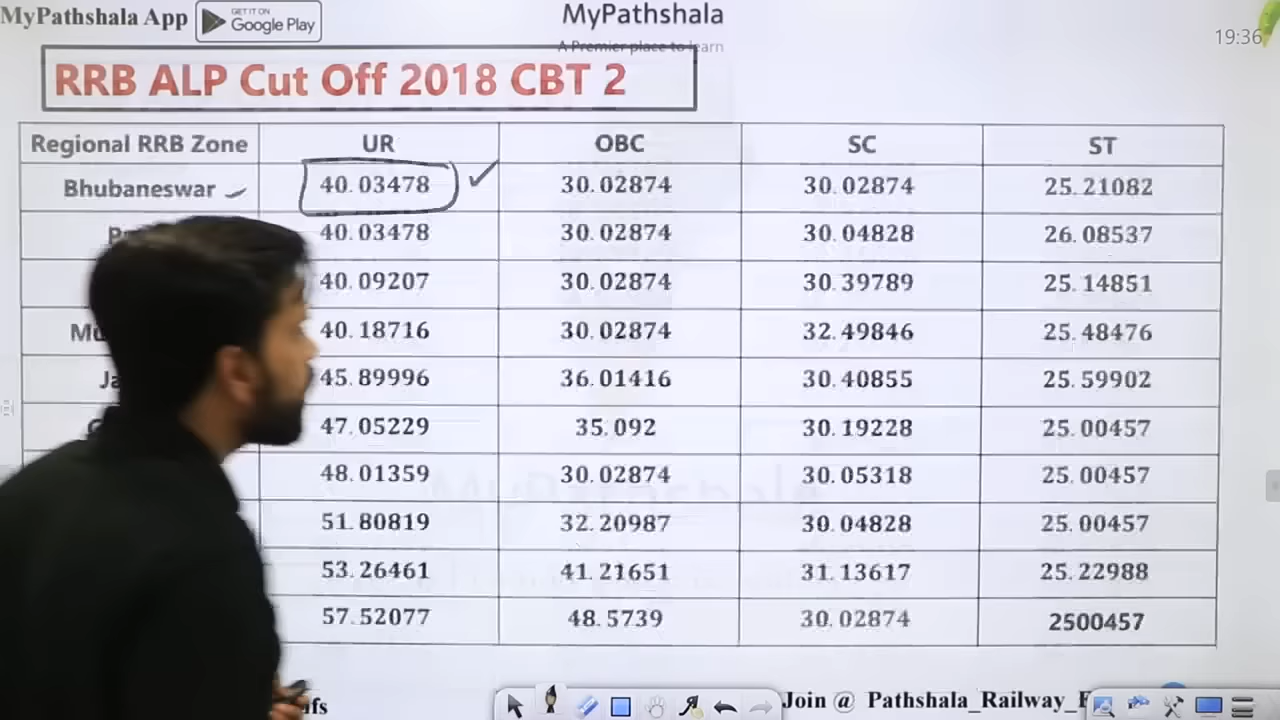 MyPathshala App
GET IT ON
Google Play
MyPathshala
A Premier place to learn
19:36
RRB ALP Cut Off 2018 CBT 2
Regional RRB Zone UR OBC SC ST
Bhubaneswar 40.03478 30.02874 30.02874 25.21082
40.03478 30.02874 30.04828 26.08537
40.09207 30.02874 30.39789 25.14851
40.18716 30.02874 32.49846 25.48476
45.89996 36.01416 30.40855 25.59902
47.05229 35.092 30.19228 25.00457
48.01359 30.02874 30.05318 25.00457
51.80819 32.20987 30.04828 25.00457
53.26461 41.21651 31.13617 25.22988
57.52077 48.5739 30.02874 2500457
Join @ Pathshala_Railway_